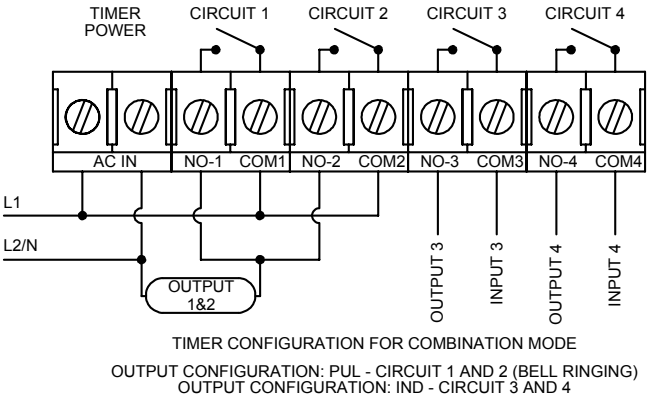 TIMER POWER
CIRCUIT 1
CIRCUIT 2
CIRCUIT 3
CIRCUIT 4
AC IN
NO-1
COM1
NO-2
COM2
NO-3
COM3
NO-4
COM4
L1
L2/N
OUTPUT
1&2
OUTPUT 3
INPUT 3
OUTPUT 4
INPUT 4
TIMER CONFIGURATION FOR COMBINATION MODE
OUTPUT CONFIGURATION: PUL - CIRCUIT 1 AND 2 (BELL RINGING)
OUTPUT CONFIGURATION: IND - CIRCUIT 3 AND 4